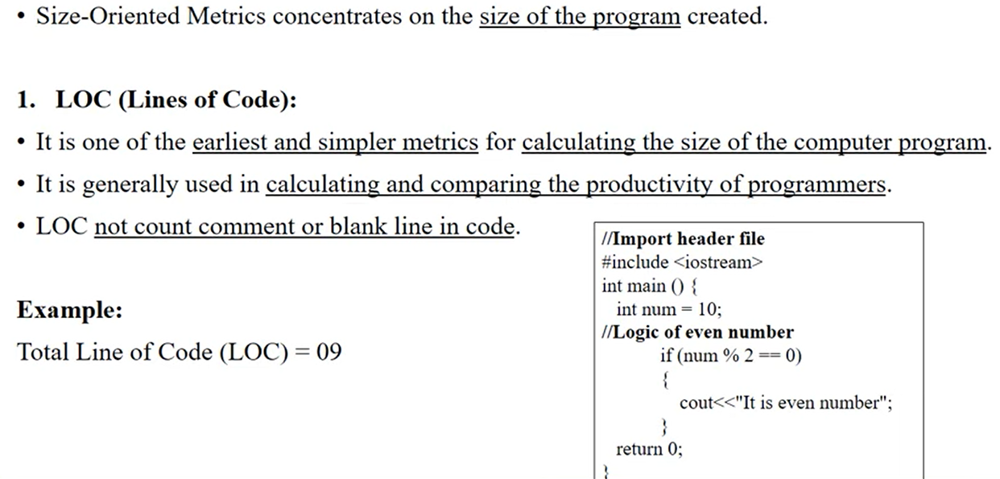 • Size-Oriented Metrics concentrates on the size of the program created.
1. LOC (Lines of Code):
• It is one of the earliest and simpler metrics for calculating the size of the computer program.
• It is generally used in calculating and comparing the productivity of programmers.
• LOC not count comment or blank line in code.
Example:
Total Line of Code (LOC) = 09
//Import header file
#include <iostream>
int main () {
int num = 10;
//Logic of even number
if (num % 2 == 0)
{
cout<<"It is even number";
}
return 0;
}